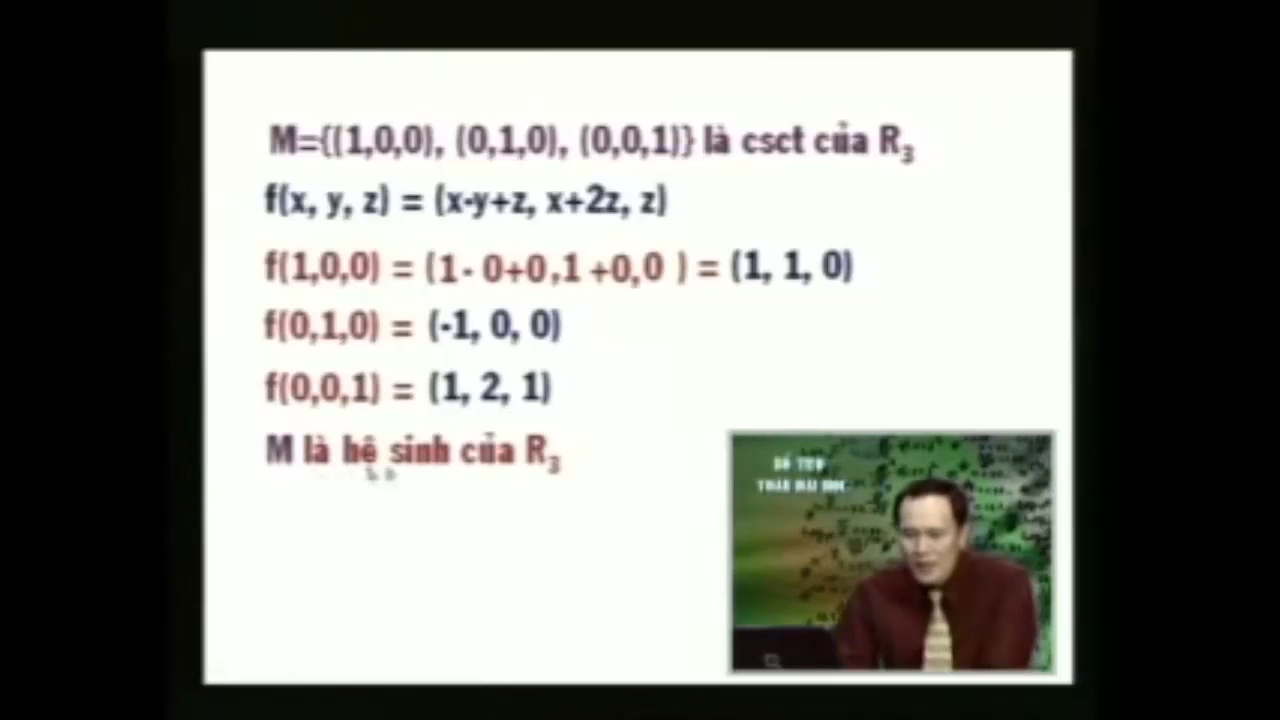 M={(1,0,0), (0,1,0), (0,0,1)} là csct của R₃
f(x, y, z) = (x-y+z, x+2z, z)
f(1,0,0) = (1- 0+0,1 +0,0 ) = (1, 1, 0)
f(0,1,0) = (-1, 0, 0)
f(0,0,1) = (1, 2, 1)
M là hệ sinh của R₃